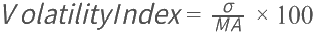 VolatilityIndex = σ/MA × 100